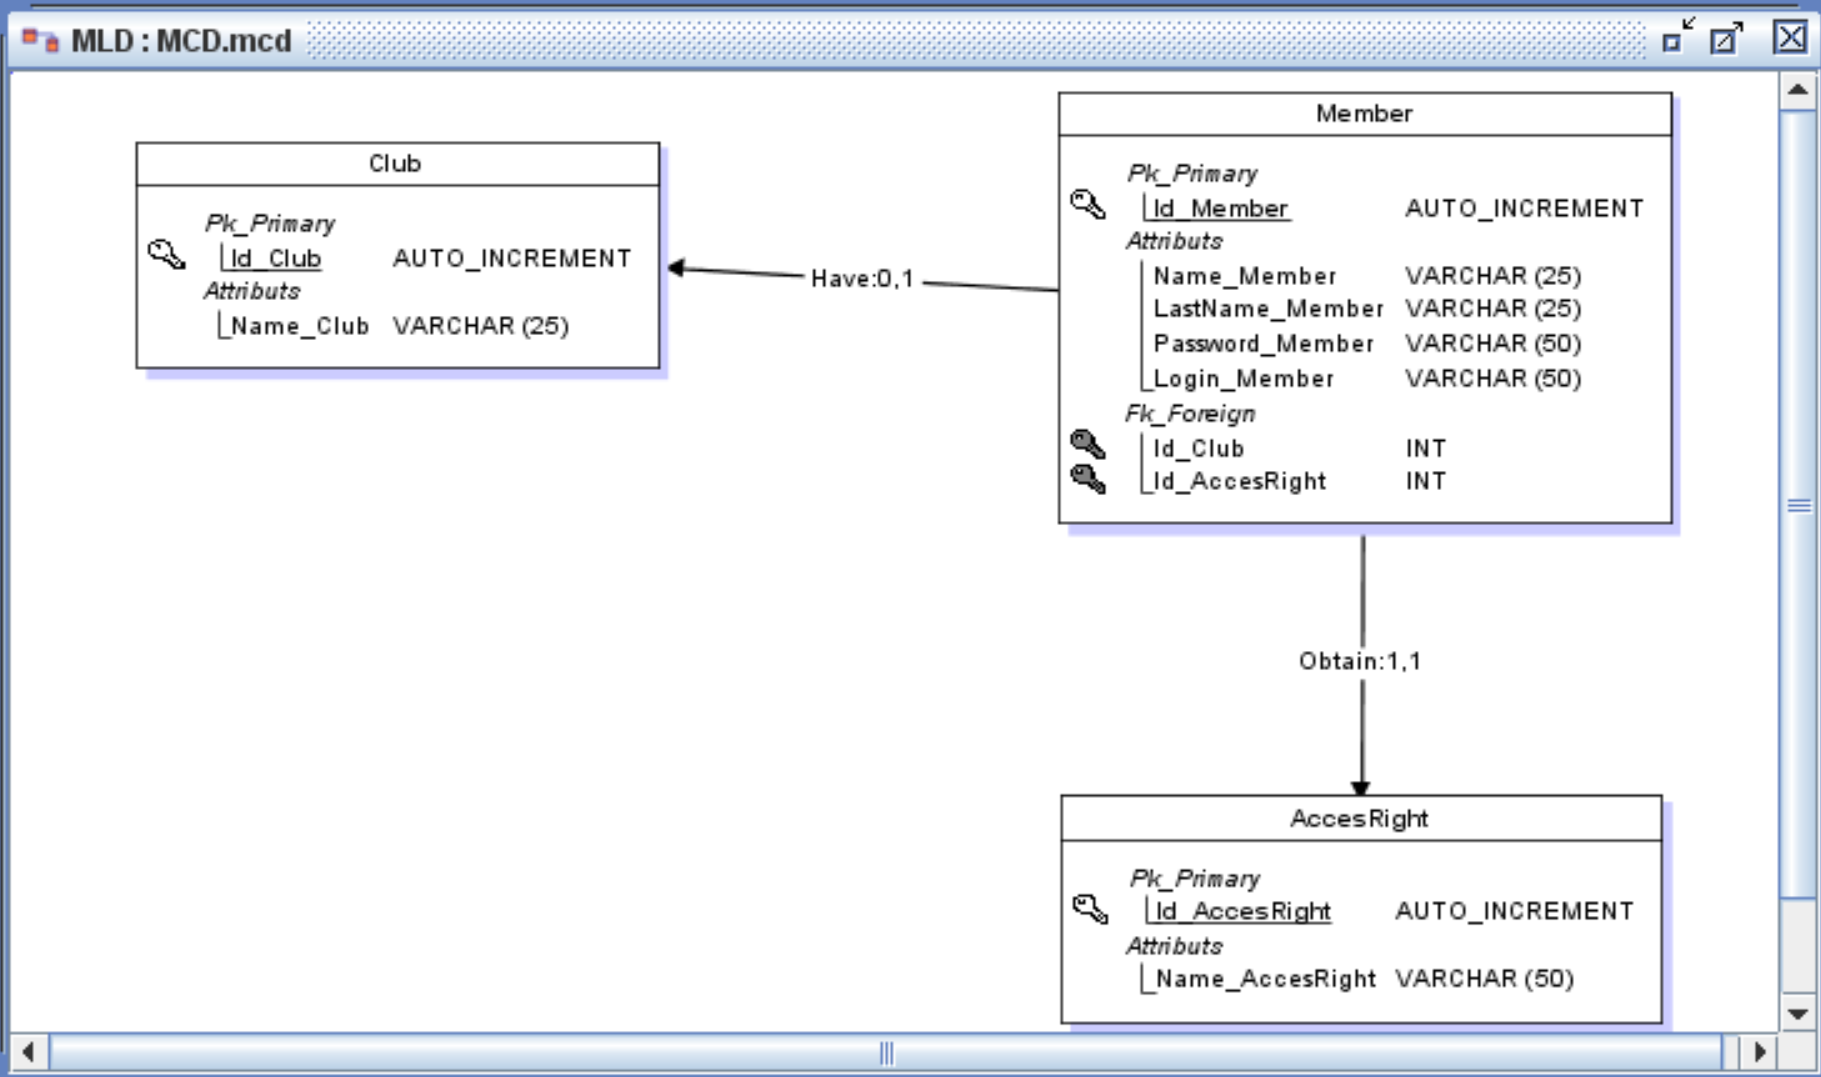 MLD : MCD.mcd
Club
Pk_Primary
Id_Club AUTO_INCREMENT
Attributs
Name_Club VARCHAR (25)
Have:0,1
Member
Pk_Primary
Id_Member AUTO_INCREMENT
Attributs
Name_Member VARCHAR (25)
LastName_Member VARCHAR (25)
Password_Member VARCHAR (50)
Login_Member VARCHAR (50)
Fk_Foreign
Id_Club INT
Id_AccesRight INT
Obtain:1,1
AccesRight
Pk_Primary
Id_AccesRight AUTO_INCREMENT
Attributs
Name_AccesRight VARCHAR (50)